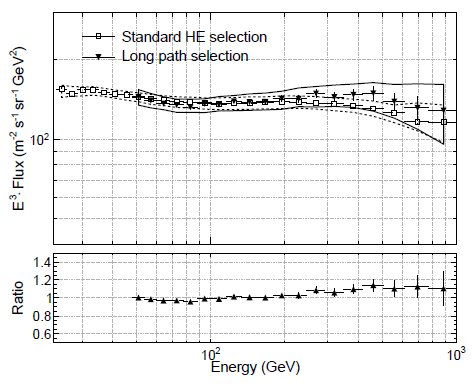 Standard HE selection
Long path selection
E³· Flux (m⁻² s⁻¹ sr⁻¹ GeV²)
10²
1.4
1.2
1.0
0.8
0.6
Ratio
10²
10³
Energy (GeV)